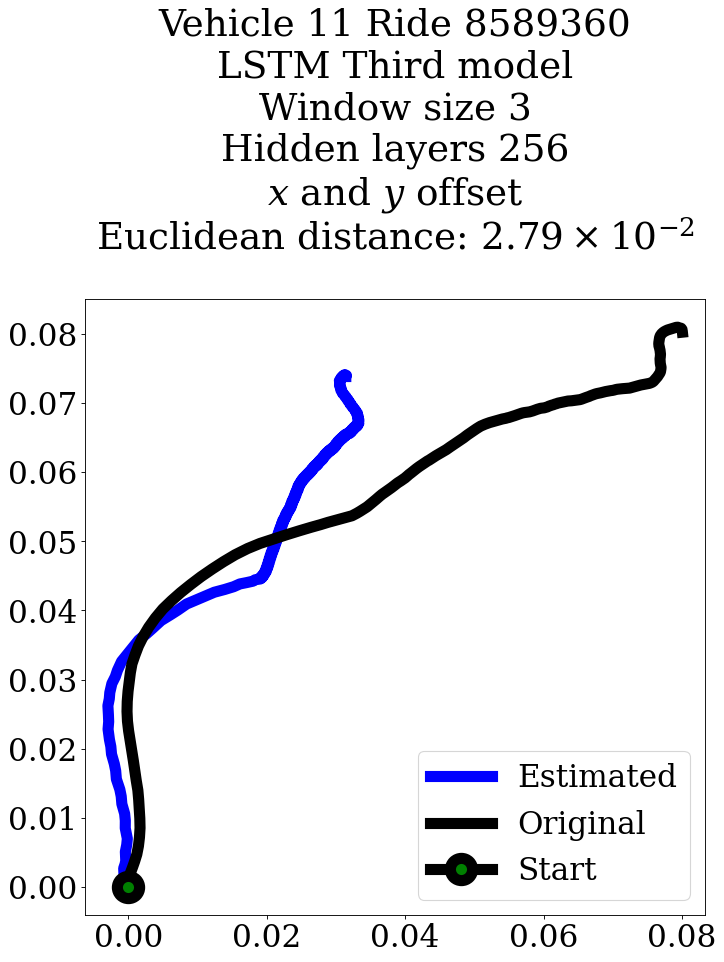 Vehicle 11 Ride 8589360
LSTM Third model
Window size 3
Hidden layers 256
x and y offset
Euclidean distance: 2.79 × 10⁻²
0.08
0.07
0.06
0.05
0.04
0.03
0.02
0.01
0.00
Estimated
Original
Start
0.00 0.02 0.04 0.06 0.08